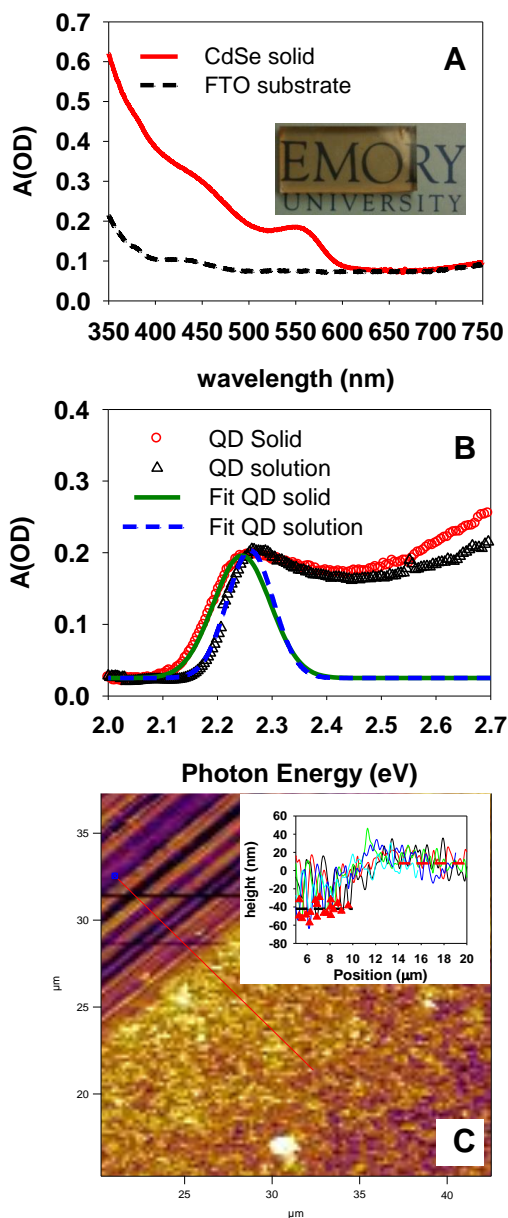 0.7
0.6
0.5
0.4
0.3
0.2
0.1
0.0
A(OD)
CdSe solid
FTO substrate
A
EMORY
UNIVERSITY
350 400 450 500 550 600 650 700 750
wavelength (nm)
0.4
0.3
0.2
0.1
0.0
A(OD)
QD Solid
QD solution
Fit QD solid
Fit QD solution
B
2.0 2.1 2.2 2.3 2.4 2.5 2.6 2.7
Photon Energy (eV)
35
30
25
20
µm
60
40
20
0
-20
-40
-60
-80
height (nm)
6 8 10 12 14 16 18 20
Position (µm)
C
25 30 35 40
µm